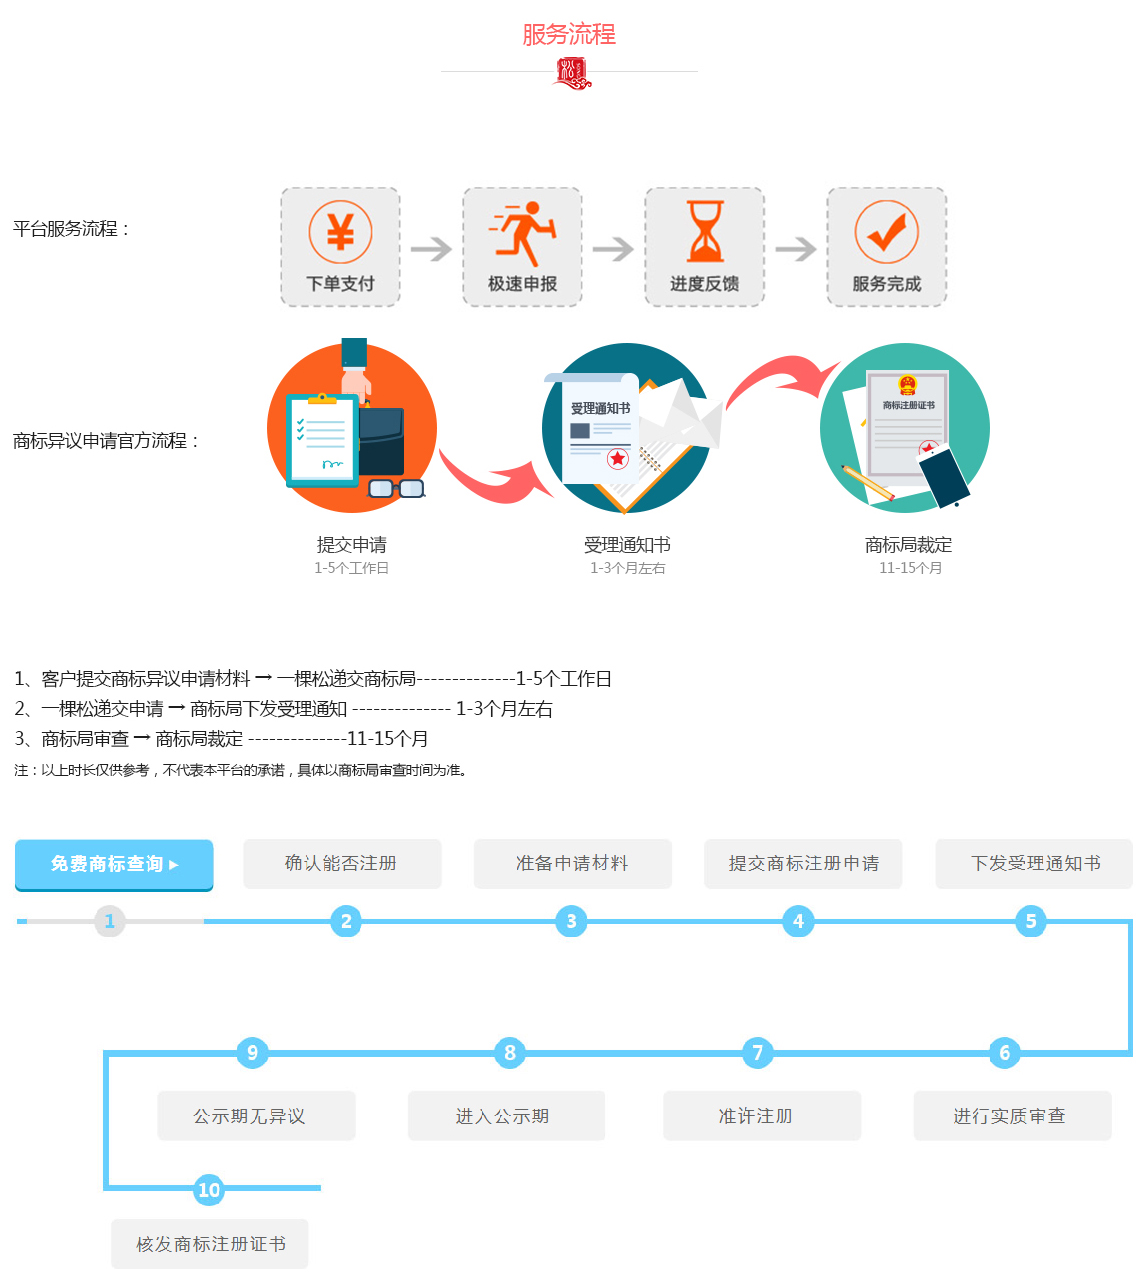 服务流程
松
平台服务流程：
¥
下单支付
极速申报
进度反馈
服务完成
商标异议申请官方流程：
受理通知书
商标注册证书
提交申请
受理通知书
商标局裁定
1-5个工作日
1-3个月左右
11-15个月
1、客户提交商标异议申请材料 → 一棵松递交商标局--------------1-5个工作日
2、一棵松递交申请 → 商标局下发受理通知 -------------- 1-3个月左右
3、商标局审查 → 商标局裁定 --------------11-15个月
注：以上时长仅供参考，不代表本平台的承诺，具体以商标局审查时间为准。
免费商标查询 ▸
确认能否注册
准备申请材料
提交商标注册申请
下发受理通知书
1
2
3
4
5
9
8
7
6
公示期无异议
进入公示期
准许注册
进行实质审查
10
核发商标注册证书